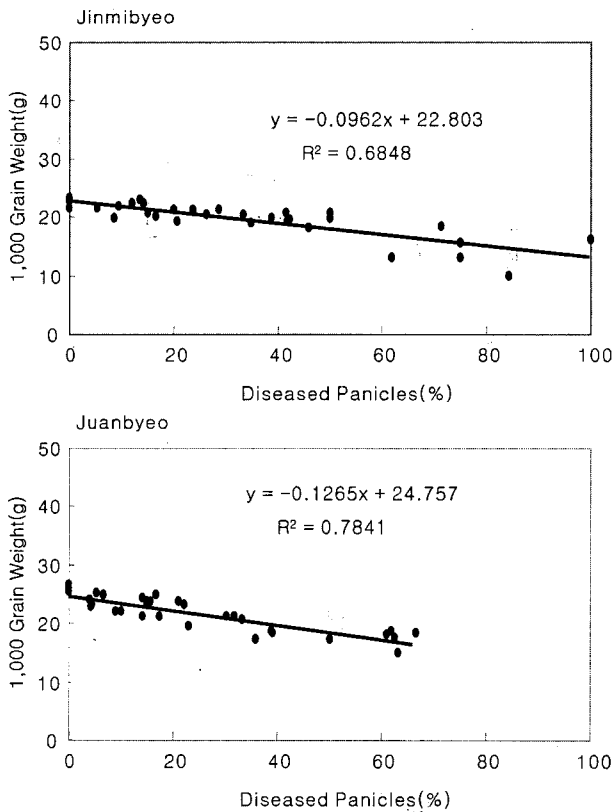 Jinmibyeo
50
40
30
20
10
0
1,000 Grain Weight(g)
y = -0.0962x + 22.803
R² = 0.6848
0 20 40 60 80 100
Diseased Panicles(%)
Juanbyeo
50
40
30
20
10
0
1,000 Grain Weight(g)
y = -0.1265x + 24.757
R² = 0.7841
0 20 40 60 80 100
Diseased Panicles(%)